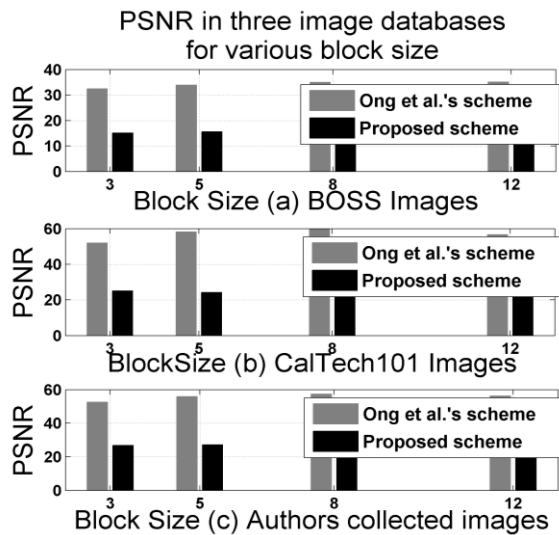 PSNR in three image databases
for various block size
40
30
20
10
0
PSNR
Ong et al.'s scheme
Proposed scheme
3 5 8 12
Block Size (a) BOSS Images
60
40
20
0
PSNR
Ong et al.'s scheme
Proposed scheme
3 5 8 12
BlockSize (b) CalTech101 Images
60
40
20
0
PSNR
Ong et al.'s scheme
Proposed scheme
3 5 8 12
Block Size (c) Authors collected images